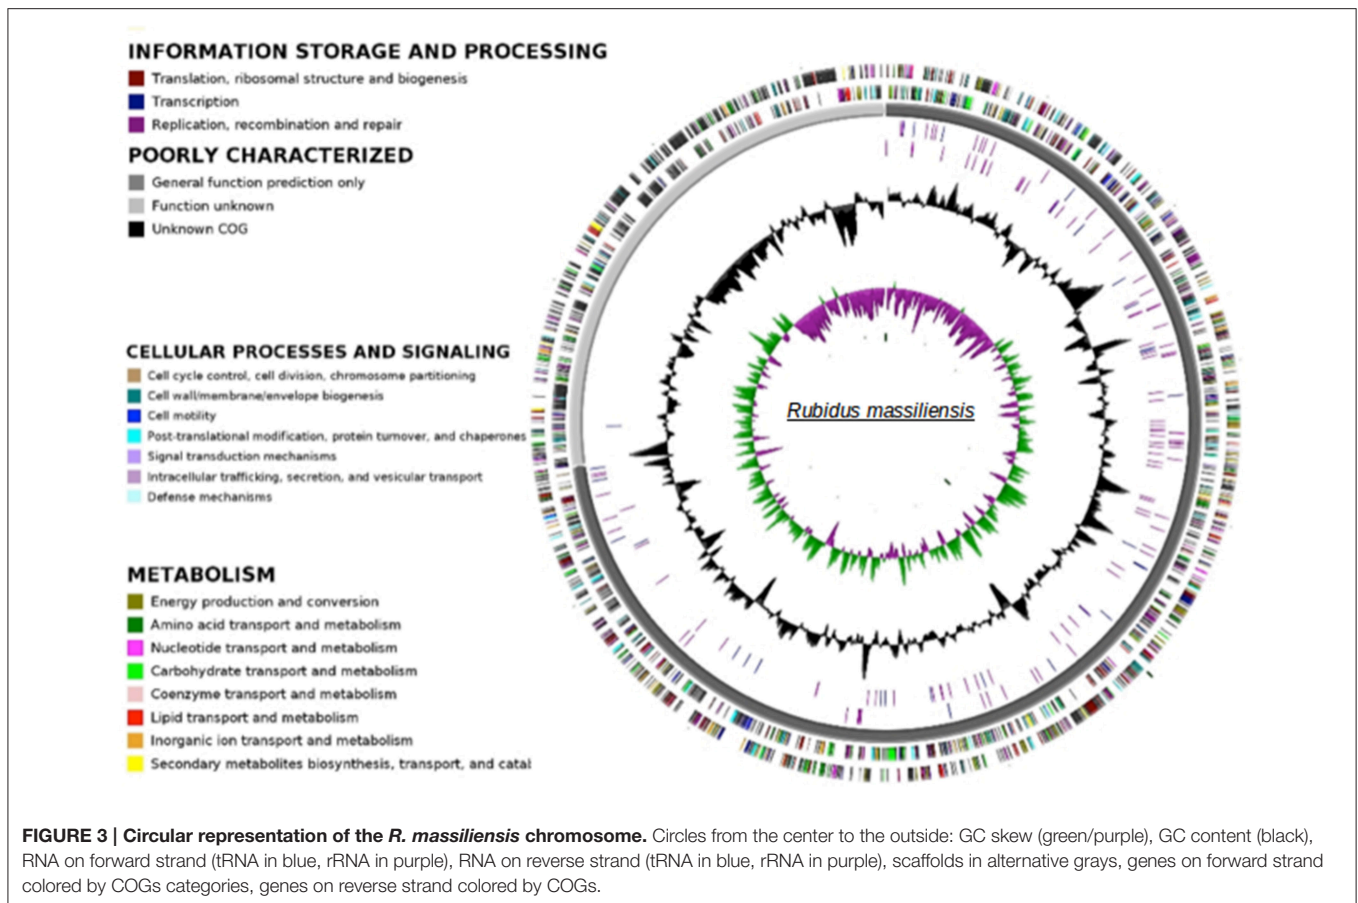 INFORMATION STORAGE AND PROCESSING
Translation, ribosomal structure and biogenesis
Transcription
Replication, recombination and repair
POORLY CHARACTERIZED
General function prediction only
Function unknown
Unknown COG
CELLULAR PROCESSES AND SIGNALING
Cell cycle control, cell division, chromosome partitioning
Cell wall/membrane/envelope biogenesis
Cell motility
Post-translational modification, protein turnover, and chaperones
Signal transduction mechanisms
Intracellular trafficking, secretion, and vesicular transport
Defense mechanisms
METABOLISM
Energy production and conversion
Amino acid transport and metabolism
Nucleotide transport and metabolism
Carbohydrate transport and metabolism
Coenzyme transport and metabolism
Lipid transport and metabolism
Inorganic ion transport and metabolism
Secondary metabolites biosynthesis, transport, and catal
Rubidus massiliensis
FIGURE 3 | Circular representation of the R. massiliensis chromosome. Circles from the center to the outside: GC skew (green/purple), GC content (black),
RNA on forward strand (tRNA in blue, rRNA in purple), RNA on reverse strand (tRNA in blue, rRNA in purple), scaffolds in alternative grays, genes on forward strand
colored by COGs categories, genes on reverse strand colored by COGs.